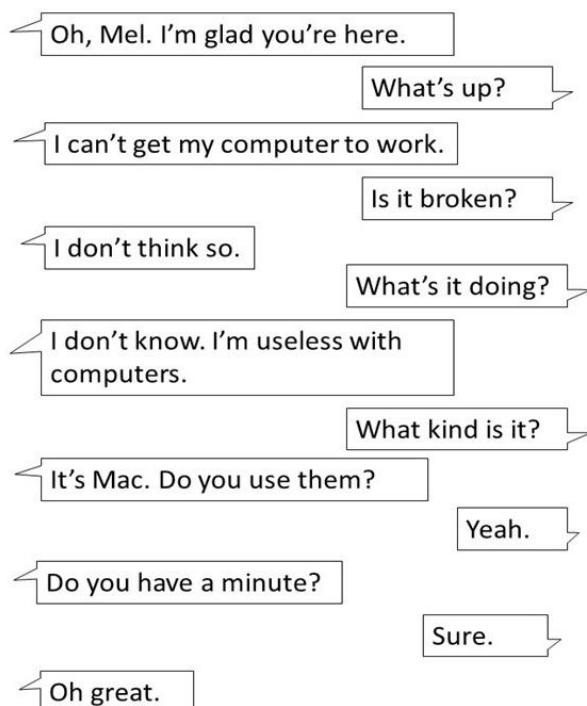 Oh, Mel. I'm glad you're here.
What's up?
I can't get my computer to work.
Is it broken?
I don't think so.
What's it doing?
I don't know. I'm useless with
computers.
What kind is it?
It's Mac. Do you use them?
Yeah.
Do you have a minute?
Sure.
Oh great.